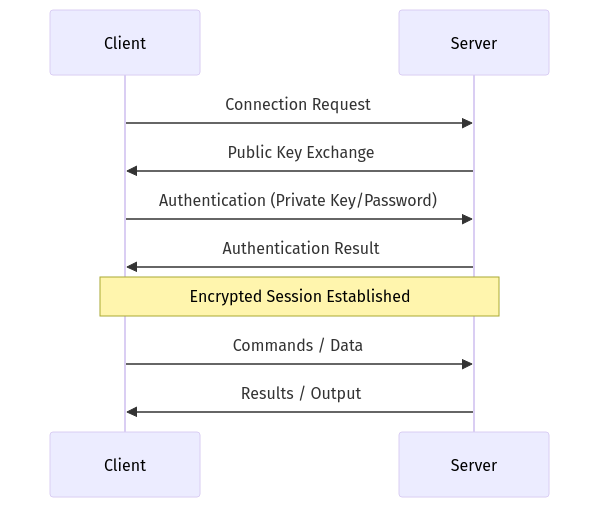 Client
Server
Connection Request
Public Key Exchange
Authentication (Private Key/Password)
Authentication Result
Encrypted Session Established
Commands / Data
Results / Output
Client
Server